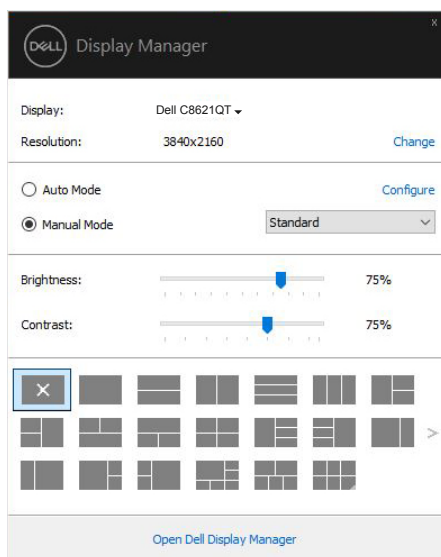 x
DELL Display Manager
Display: Dell C8621QT
Resolution: 3840x2160 Change
Auto Mode Configure
Manual Mode Standard
Brightness: 75%
Contrast: 75%
Open Dell Display Manager